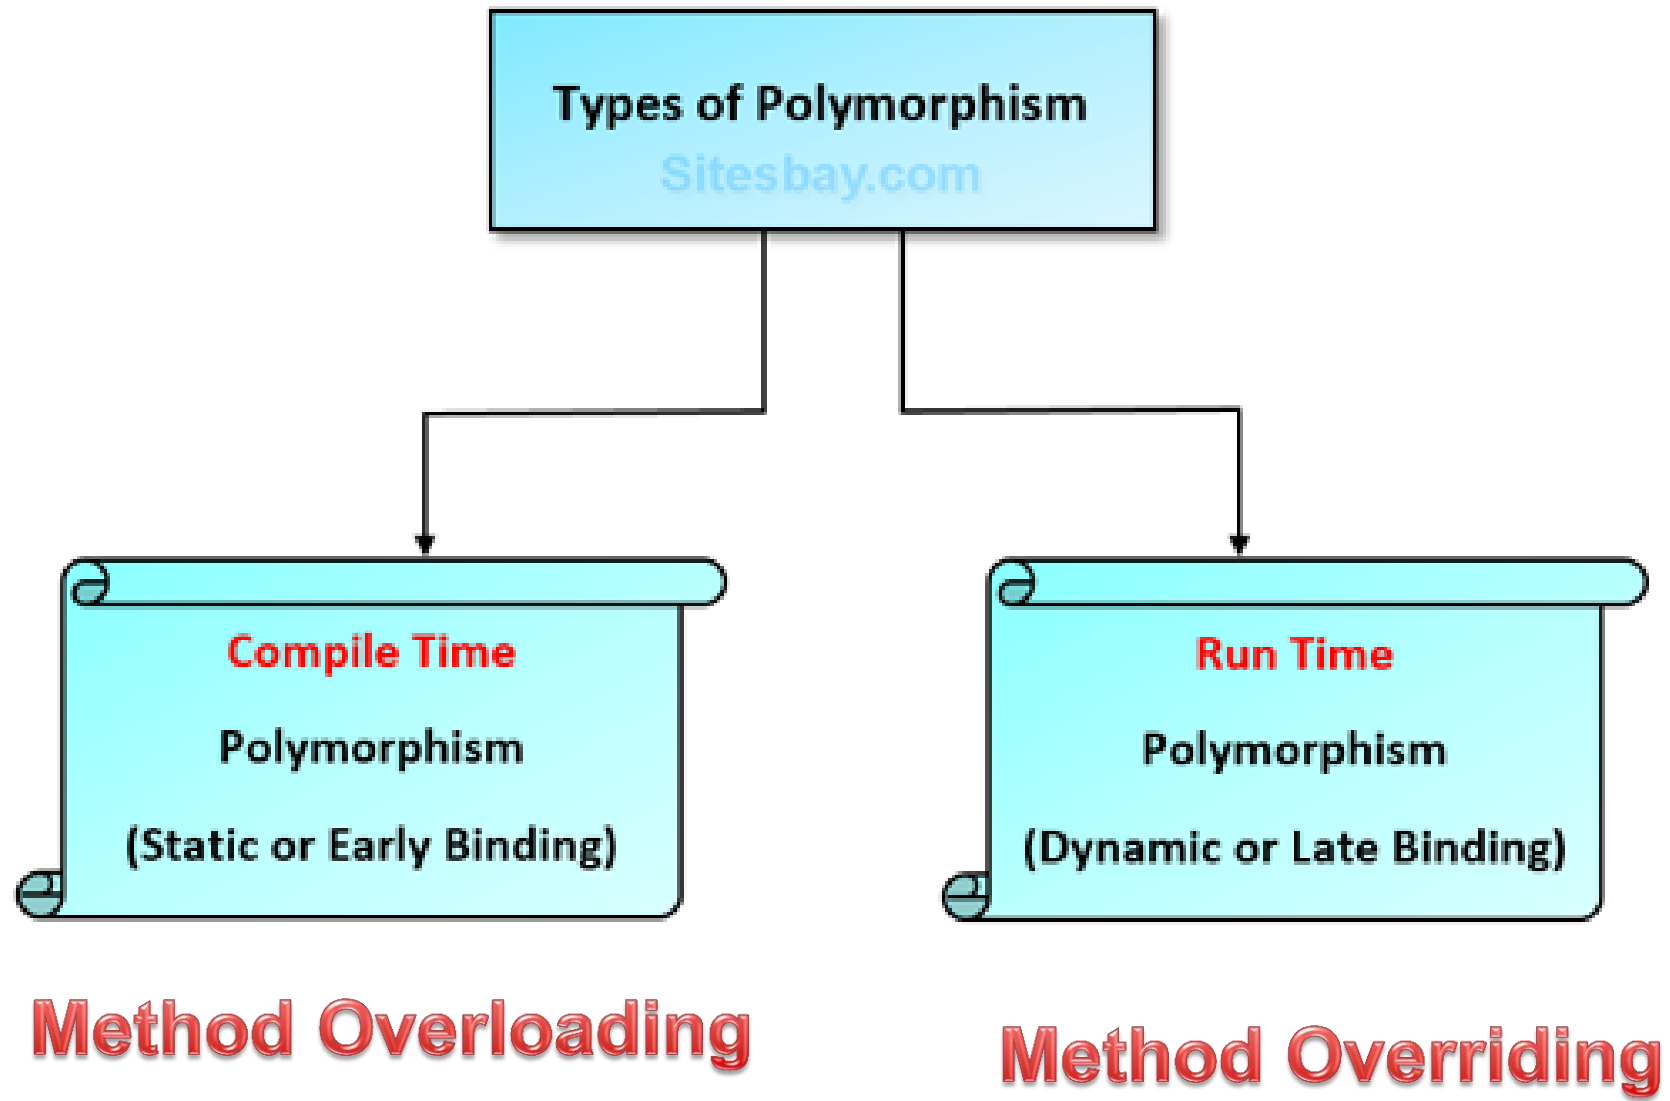 Types of Polymorphism
Sitesbay.com
Compile Time
Polymorphism
(Static or Early Binding)
Method Overloading
Run Time
Polymorphism
(Dynamic or Late Binding)
Method Overriding